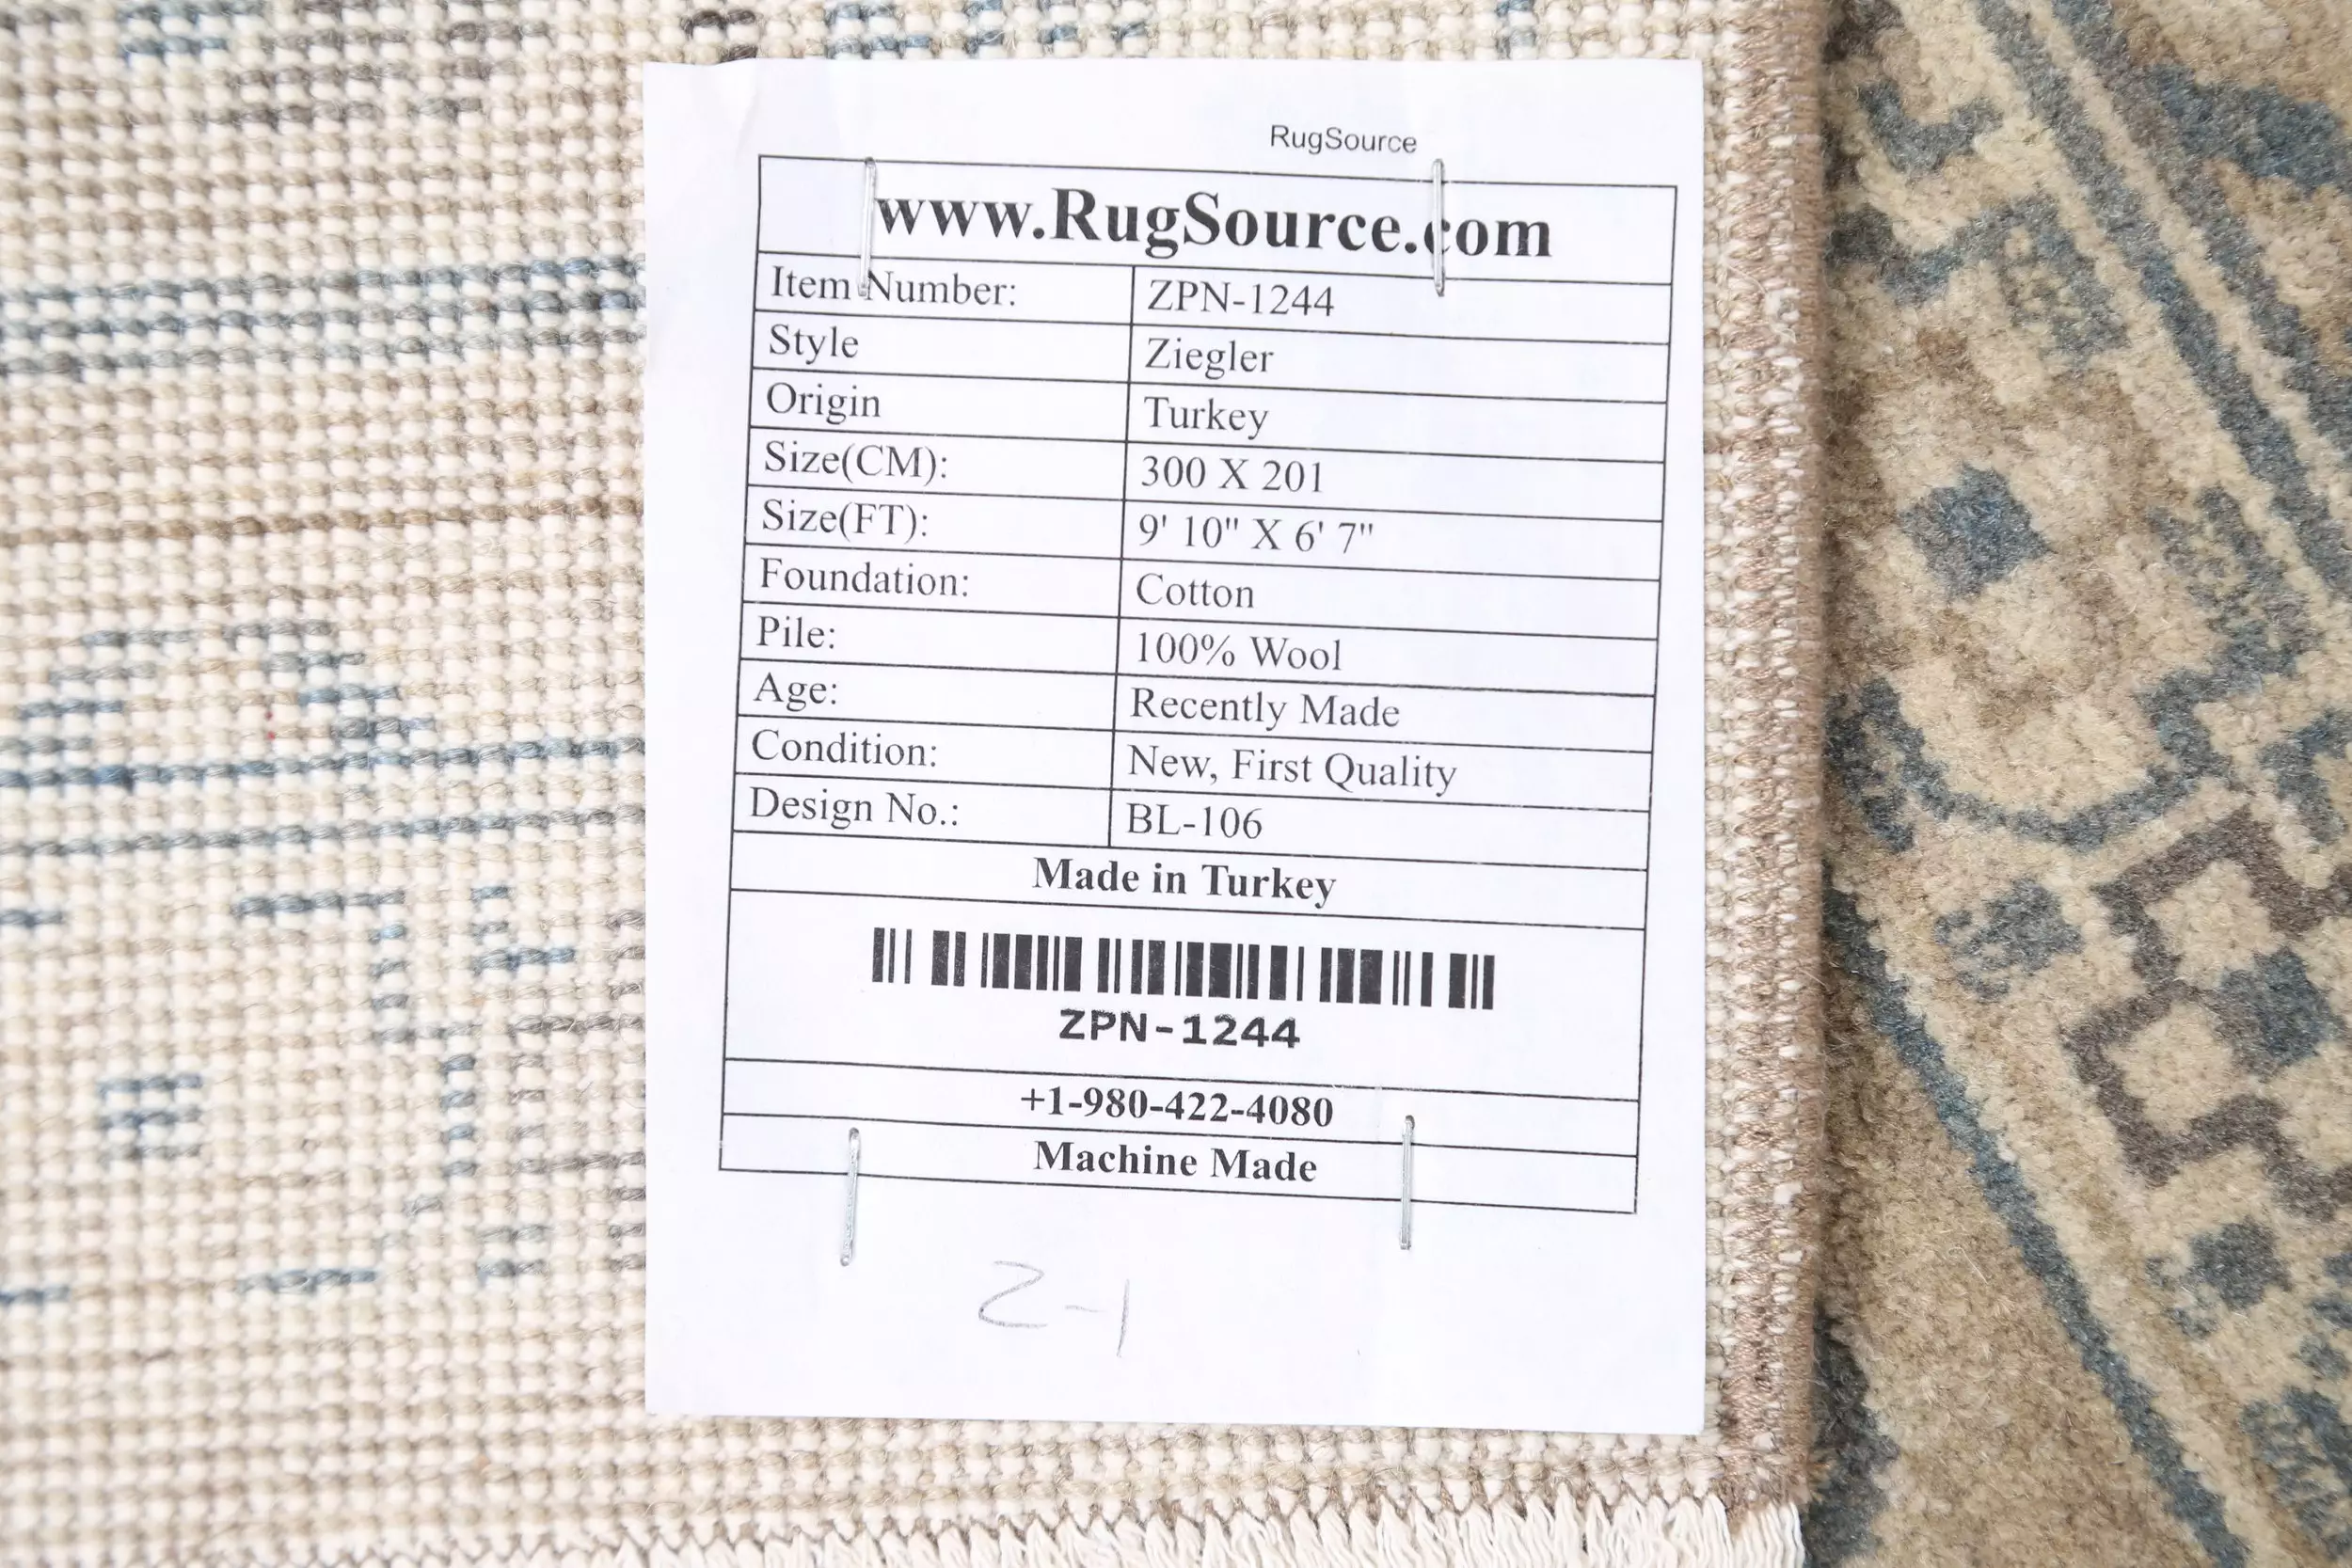 RugSource
www.RugSource.com
Item Number: ZPN-1244
Style Ziegler
Origin Turkey
Size(CM): 300 X 201
Size(FT): 9' 10" X 6' 7"
Foundation: Cotton
Pile: 100% Wool
Age: Recently Made
Condition: New, First Quality
Design No.: BL-106
Made in Turkey
ZPN-1244
+1-980-422-4080
Machine Made
Z-1